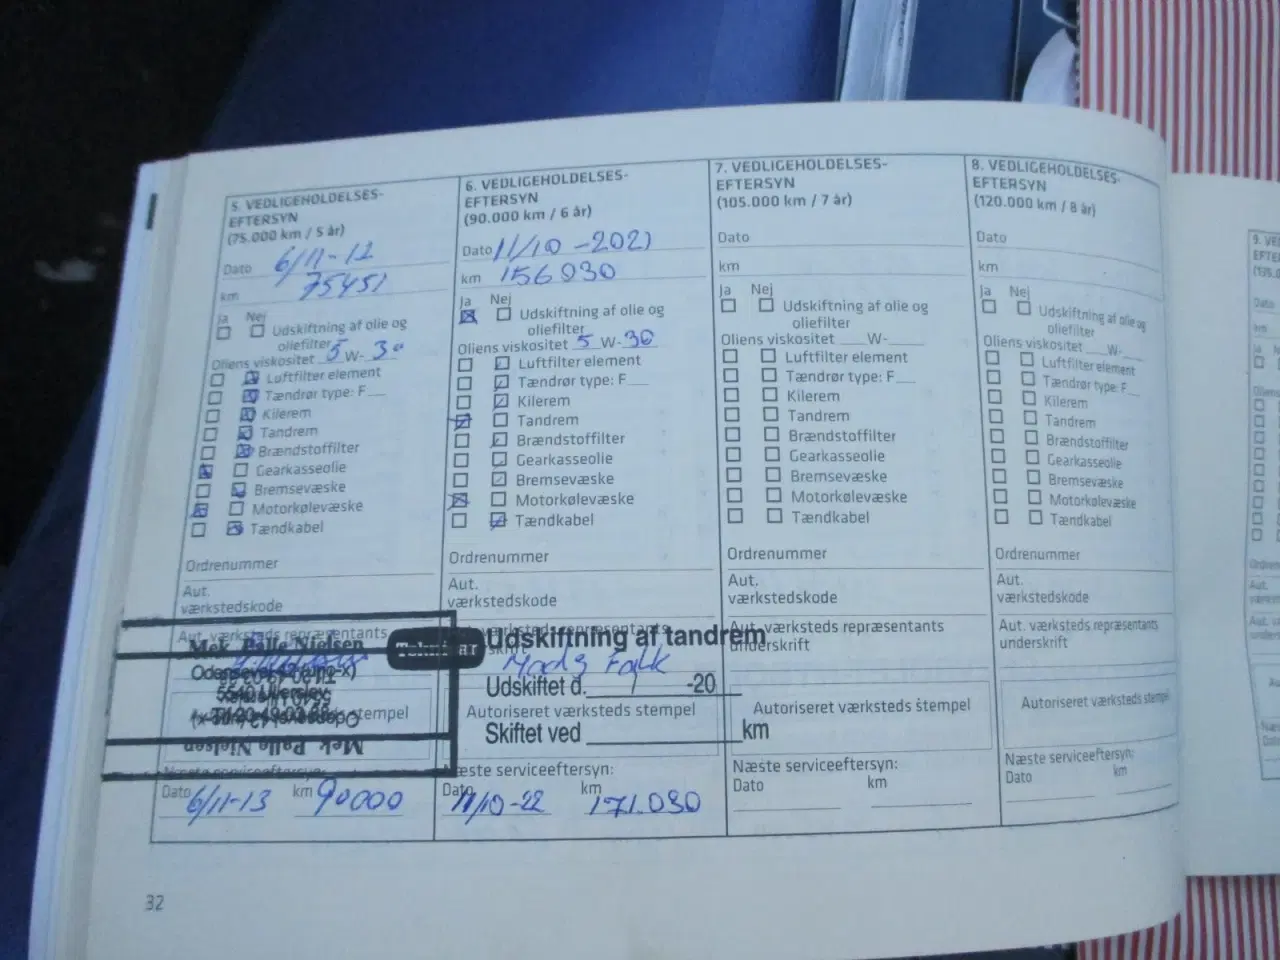 5. VEDLIGEHOLDELSES-
EFTERSYN
(75.000 km / 5 år)
Dato 6/11-12
km 75451
Ja Nej
Udskiftning af olie og
oliefilter
Oliens viskositet 5 W- 30
Luftfilter element
Tændrør type: F
Kilerem
Tandrem
Brændstoffilter
Gearkasseolie
Bremsevæske
Motorkølevæske
Tændkabel
Ordrenummer
Aut.
værkstedskode
Aut. værksteds repræsentants
Mek. Palle Nielsen
5540 Ullerslev
stempel
Mek. Palle Nielsen
Næste serviceeftersyn:
Dato 6/11-13 km 90000
6. VEDLIGEHOLDELSES-
EFTERSYN
(90.000 km / 6 år)
Dato 11/10-2021
km 156030
Ja Nej
Udskiftning af olie og
oliefilter
Oliens viskositet 5 W- 30
Luftfilter element
Tændrør type: F
Kilerem
Tandrem
Brændstoffilter
Gearkasseolie
Bremsevæske
Motorkølevæske
Tændkabel
Ordrenummer
Aut.
værkstedskode
værksteds repræsentants
Udskiftning af tandrem
Mads Falk
Udskiftet d. / -20
Autoriseret værksteds stempel
Skiftet ved km
Næste serviceeftersyn:
Dato km
11/10-22 171.030
7. VEDLIGEHOLDELSES-
EFTERSYN
(105.000 km / 7 år)
Dato
km
Ja Nej
Udskiftning af olie og
oliefilter
Oliens viskositet W-
Luftfilter element
Tændrør type: F
Kilerem
Tandrem
Brændstoffilter
Gearkasseolie
Bremsevæske
Motorkølevæske
Tændkabel
Ordrenummer
Aut.
værkstedskode
Aut. værksteds repræsentants
underskrift
Autoriseret værksteds stempel
Næste serviceeftersyn:
Dato km
8. VEDLIGEHOLDELSES-
EFTERSYN
(120.000 km / 8 år)
Dato
km
Ja Nej
Udskiftning af olie og
oliefilter
Oliens viskositet W-
Luftfilter element
Tændrør type: F
Kilerem
Tandrem
Brændstoffilter
Gearkasseolie
Bremsevæske
Motorkølevæske
Tændkabel
Ordrenummer
Aut.
værkstedskode
Aut. værksteds repræsentants
underskrift
Autoriseret værksteds stempel
Næste serviceeftersyn:
Dato km
32